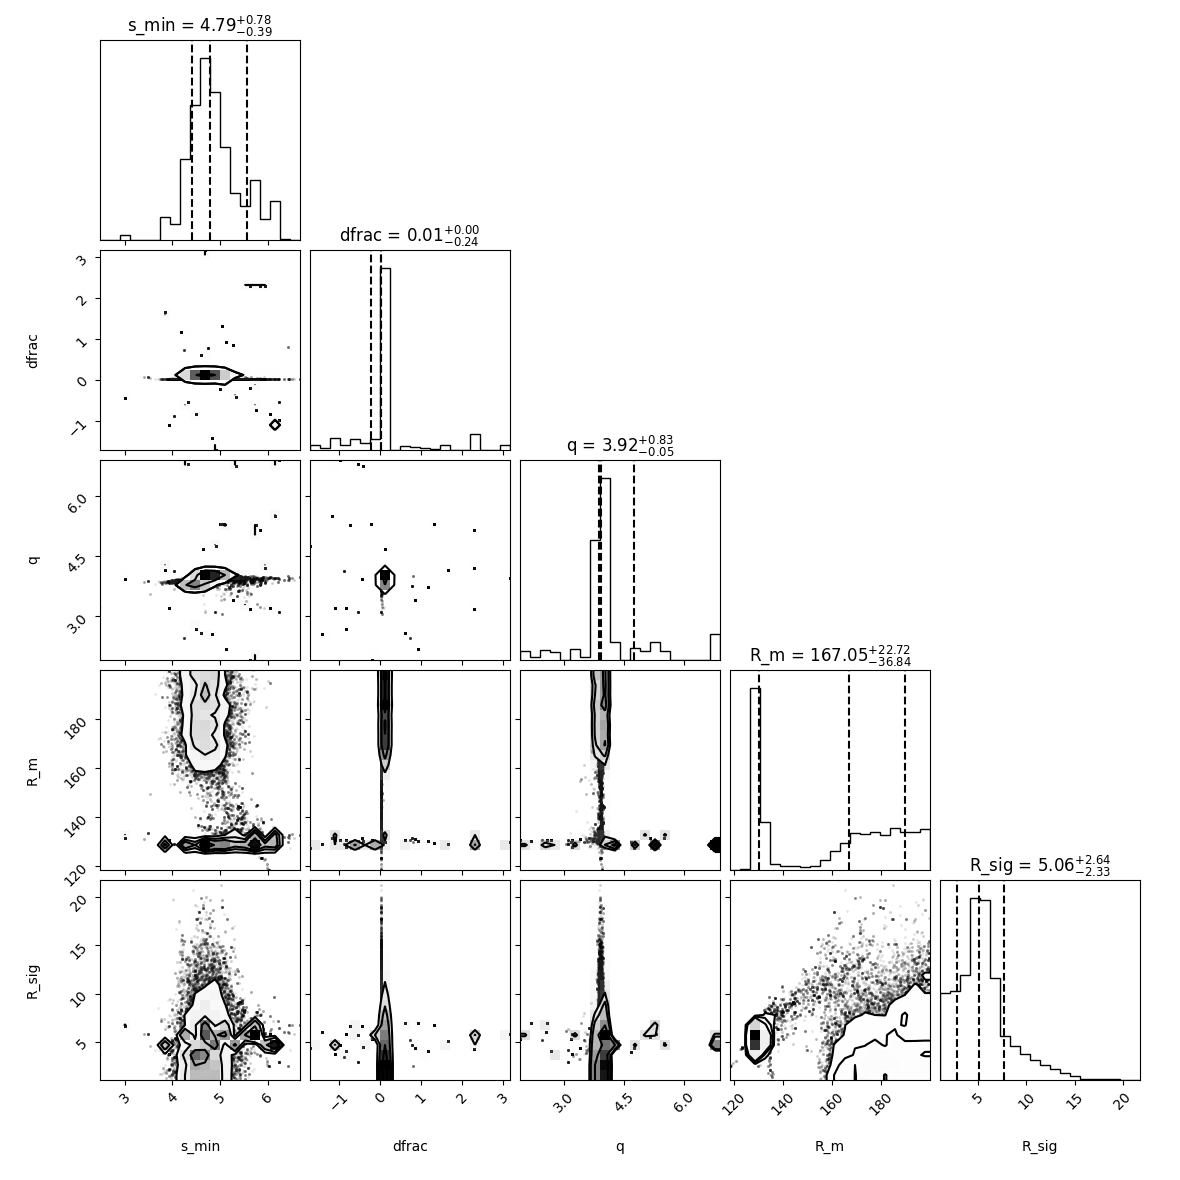 s_min = 4.79+0.78−0.39
dfrac = 0.01+0.00−0.24
3
2
1
0
−1
dfrac
q = 3.92+0.83−0.05
6.0
4.5
3.0
q
R_m = 167.05+22.72−36.84
180
160
140
120
R_m
R_sig = 5.06+2.64−2.33
20
15
10
5
R_sig
3 4 5 6 −1 0 1 2 3 3.0 4.5 6.0 120 140 160 180 5 10 15 20
s_min dfrac q R_m R_sig